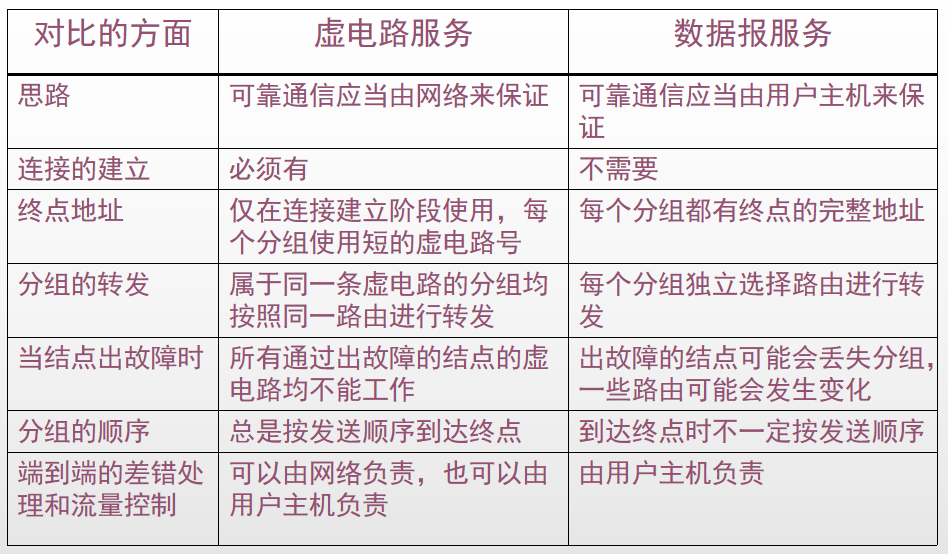 对比的方面 虚电路服务 数据报服务
思路 可靠通信应当由网络来保证 可靠通信应当由用户主机来保
证
连接的建立 必须有 不需要
终点地址 仅在连接建立阶段使用，每 每个分组都有终点的完整地址
个分组使用短的虚电路号
分组的转发 属于同一条虚电路的分组均 每个分组独立选择路由进行转
按照同一路由进行转发 发
当结点出故障时 所有通过出故障的结点的虚 出故障的结点可能会丢失分组，
电路均不能工作 一些路由可能会发生变化
分组的顺序 总是按发送顺序到达终点 到达终点时不一定按发送顺序
端到端的差错处 可以由网络负责，也可以由 由用户主机负责
理和流量控制 用户主机负责